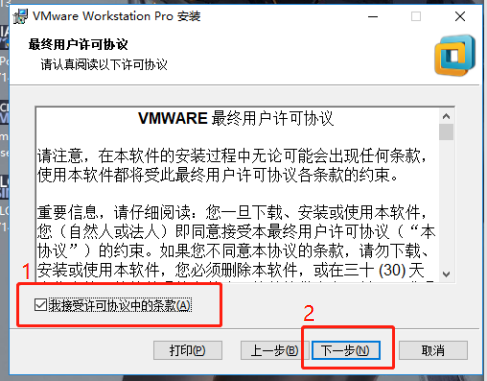 VMware Workstation Pro 安装
最终用户许可协议
请认真阅读以下许可协议
VMWARE 最终用户许可协议
请注意，在本软件的安装过程中无论可能会出现任何条款，
使用本软件都将受此最终用户许可协议各条款的约束。
重要信息，请仔细阅读：您一旦下载、安装或使用本软件，
您（自然人或法人）即同意接受本最终用户许可协议（“本
协议”）的约束。如果您不同意本协议的条款，请勿下载、
安装或使用本软件，您必须删除本软件，或在三十 (30) 天
1
我接受许可协议中的条款(A)
2
打印(P)
上一步(B)
下一步(N)
取消